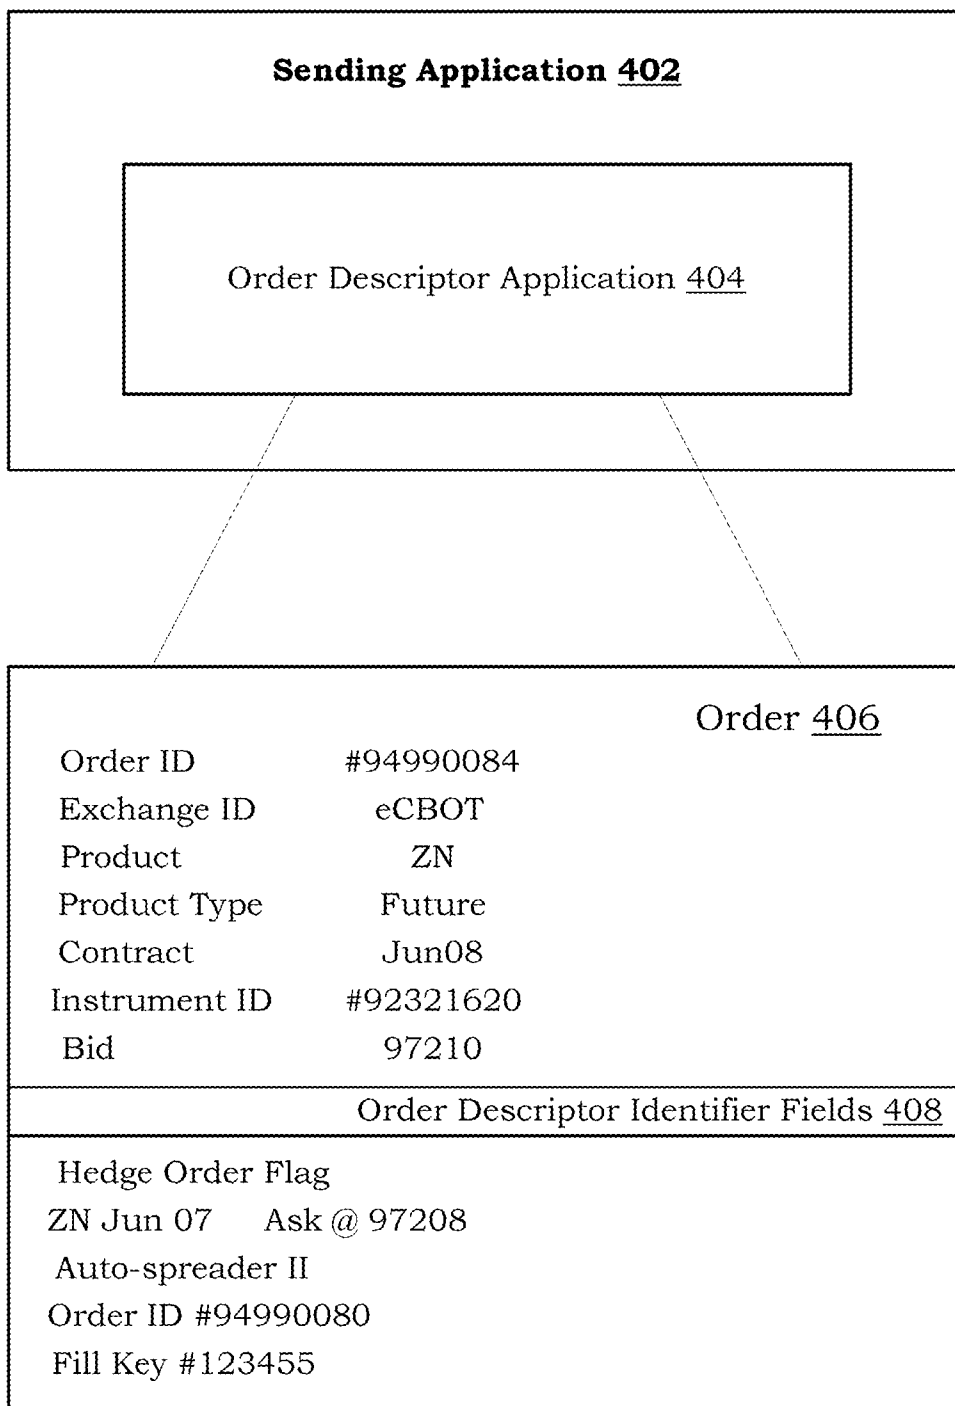 Sending Application 402
Order Descriptor Application 404
Order 406
Order ID #94990084
Exchange ID eCBOT
Product ZN
Product Type Future
Contract Jun08
Instrument ID #92321620
Bid 97210
Order Descriptor Identifier Fields 408
Hedge Order Flag
ZN Jun 07 Ask @ 97208
Auto-spreader II
Order ID #94990080
Fill Key #123455